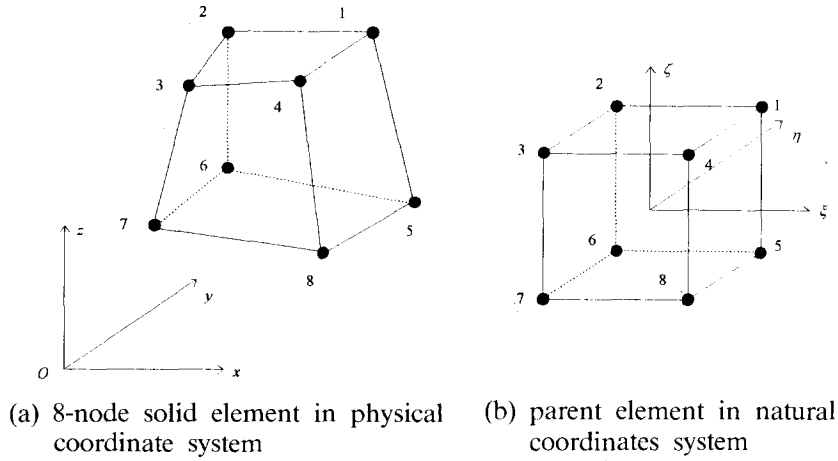 2 1
3
4
6
7
5
8
z
y
O
x
ζ
2
1
η
3
4
ξ
6
5
7
8
(a) 8-node solid element in physical
coordinate system
(b) parent element in natural
coordinates system